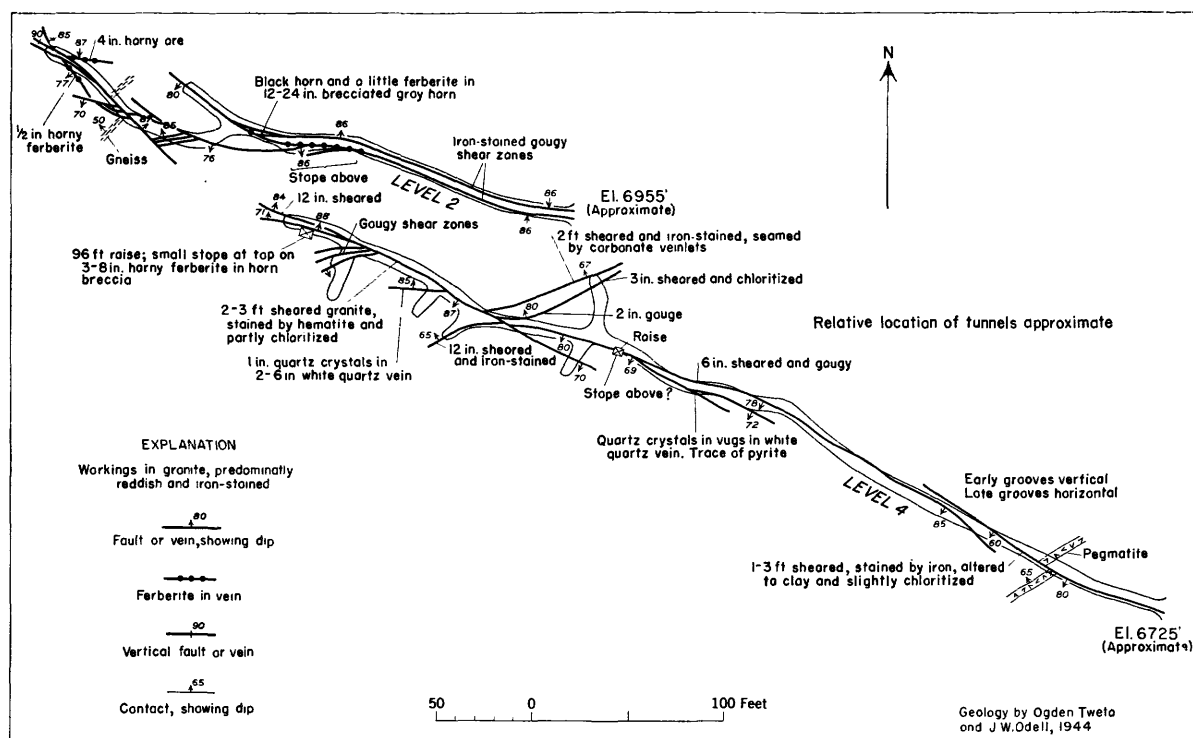 90
85
87
4 in. horny ore
77
70
1/2 in horny
ferberite
50
Gneiss
87
86
76
80
Black horn and a little ferberite in
12-24 in. brecciated gray horn
86
86
Stope above
Iron-stained gougy
shear zones
LEVEL 2
86
86
El. 6955'
(Approximate)
N
84
12 in. sheared
71
88
Gougy shear zones
96 ft raise; small stope at top on
3-8 in. horny ferberite in horn
breccia
2 ft sheared and iron-stained, seamed
by carbonate veinlets
67
3 in. sheared and chloritized
85
87
80
2 in. gouge
2-3 ft sheared granite,
stained by hematite and
partly chloritized
65
12 in. sheared
and iron-stained
80
70
Raise
69
Stope above?
1 in. quartz crystals in
2-6 in white quartz vein
Relative location of tunnels approximate
6 in. sheared and gougy
78
72
Quartz crystals in vugs in white
quartz vein. Trace of pyrite
LEVEL 4
Early grooves vertical
Late grooves horizontal
85
60
1-3 ft sheared, stained by iron, altered
to clay and slightly chloritized
65
Pegmatite
80
El. 6725'
(Approximate)
EXPLANATION
Workings in granite, predominatly
reddish and iron-stained
80
Fault or vein, showing dip
Ferberite in vein
90
Vertical fault or vein
65
Contact, showing dip
50 0 100 Feet
Geology by Ogden Tweto
and J W. Odell, 1944